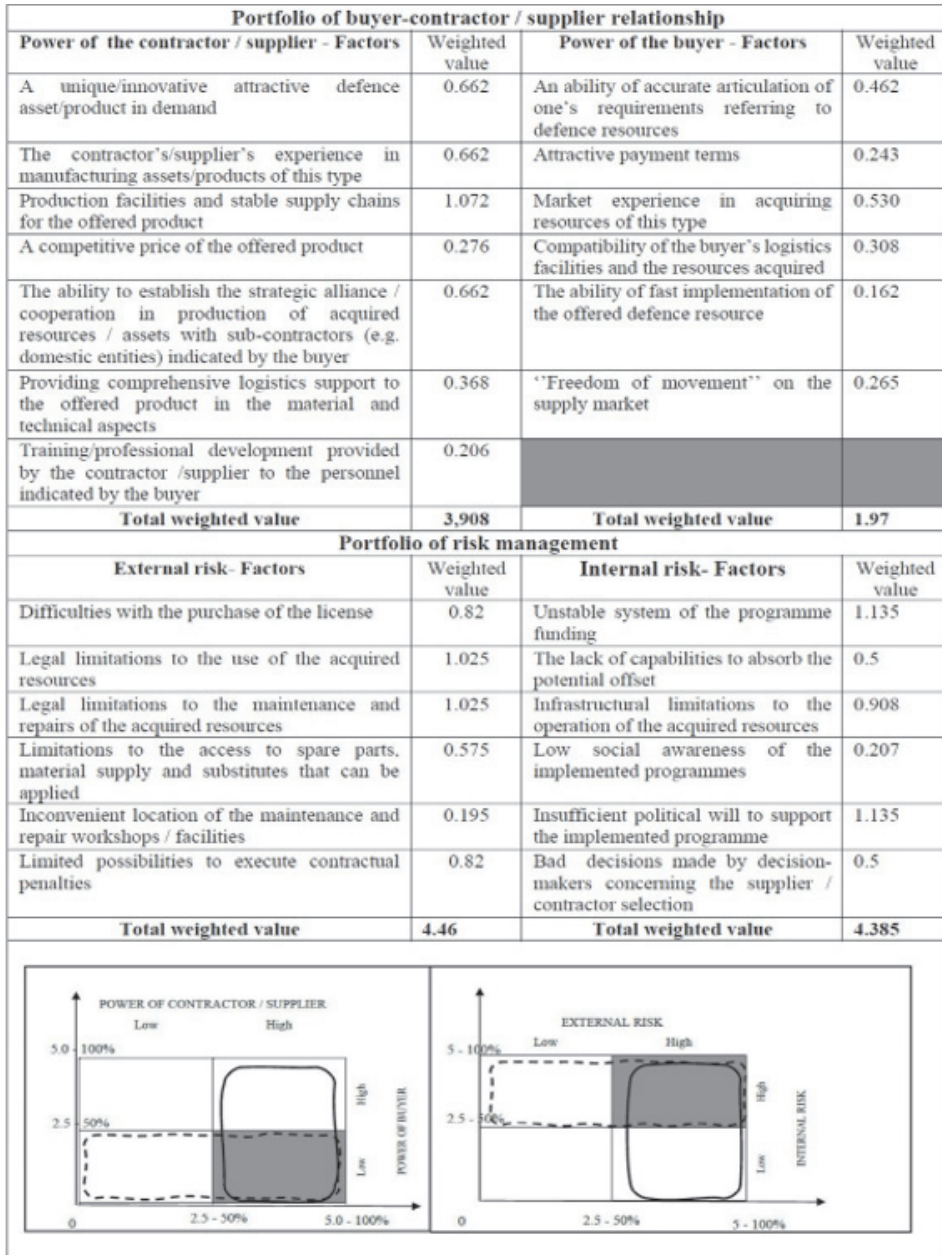 Portfolio of buyer-contractor / supplier relationship
Power of the contractor / supplier - Factors
Weighted
value
Power of the buyer - Factors
Weighted
value
A unique/innovative attractive defence
asset/product in demand
0.662
An ability of accurate articulation of
one's requirements referring to
defence resources
0.462
The contractor's/supplier's experience in
manufacturing assets/products of this type
0.662
Attractive payment terms
0.243
Production facilities and stable supply chains
for the offered product
1.072
Market experience in acquiring
resources of this type
0.530
A competitive price of the offered product
0.276
Compatibility of the buyer's logistics
facilities and the resources acquired
0.308
The ability to establish the strategic alliance /
cooperation in production of acquired
resources / assets with sub-contractors (e.g.
domestic entities) indicated by the buyer
0.662
The ability of fast implementation of
the offered defence resource
0.162
Providing comprehensive logistics support to
the offered product in the material and
technical aspects
0.368
‘‘Freedom of movement’’ on the
supply market
0.265
Training/professional development provided
by the contractor /supplier to the personnel
indicated by the buyer
0.206
Total weighted value
3,908
Total weighted value
1.97
Portfolio of risk management
External risk- Factors
Weighted
value
Internal risk- Factors
Weighted
value
Difficulties with the purchase of the license
0.82
Unstable system of the programme
funding
1.135
Legal limitations to the use of the acquired
resources
1.025
The lack of capabilities to absorb the
potential offset
0.5
Legal limitations to the maintenance and
repairs of the acquired resources
1.025
Infrastructural limitations to the
operation of the acquired resources
0.908
Limitations to the access to spare parts,
material supply and substitutes that can be
applied
0.575
Low social awareness of the
implemented programmes
0.207
Inconvenient location of the maintenance and
repair workshops / facilities
0.195
Insufficient political will to support
the implemented programme
1.135
Limited possibilities to execute contractual
penalties
0.82
Bad decisions made by decision-
makers concerning the supplier /
contractor selection
0.5
Total weighted value
4.46
Total weighted value
4.385
POWER OF CONTRACTOR / SUPPLIER
Low
High
5.0 - 100%
2.5 - 50%
High
Low
POWER OF BUYER
0
2.5 - 50%
5.0 - 100%
EXTERNAL RISK
Low
High
5 - 100%
2.5 - 50%
High
Low
INTERNAL RISK
0
2.5 - 50%
5 - 100%